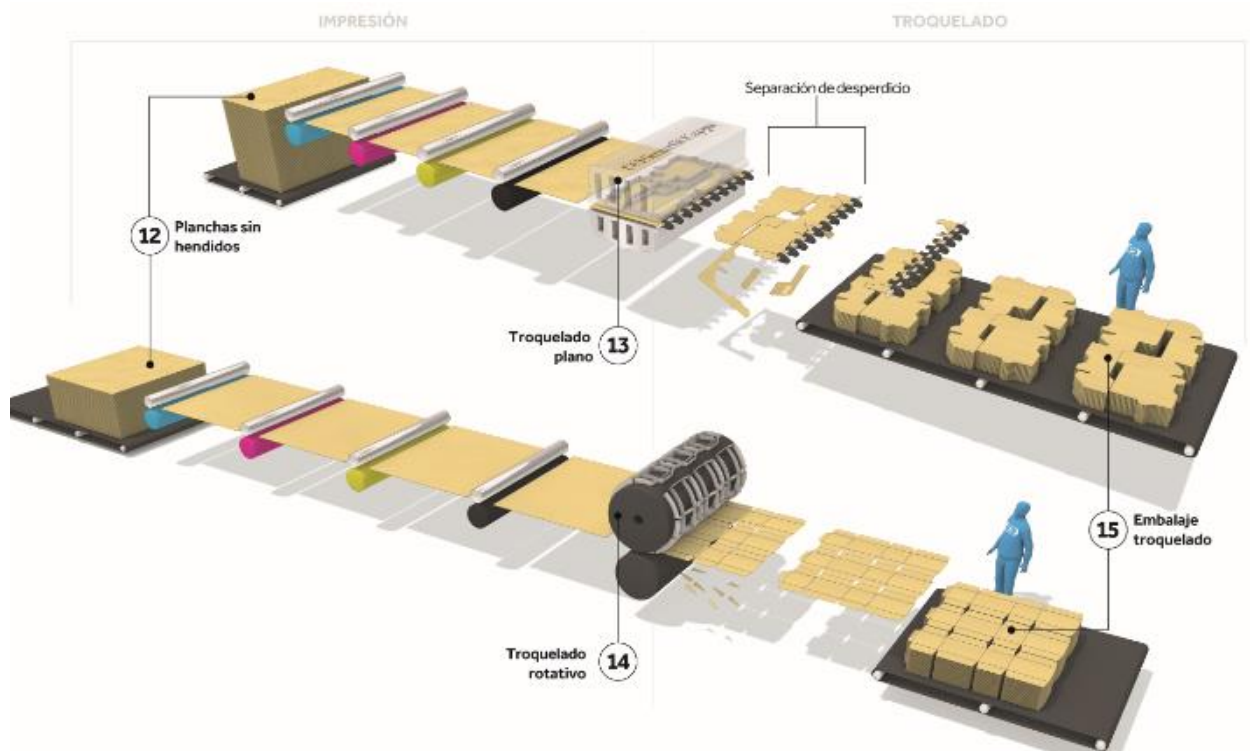 IMPRESIÓN
TROQUELADO
Separación de desperdicio
12
Planchas sin
hendidos
Troquelado
plano
13
15
Embalaje
troquelado
Troquelado
rotativo
14